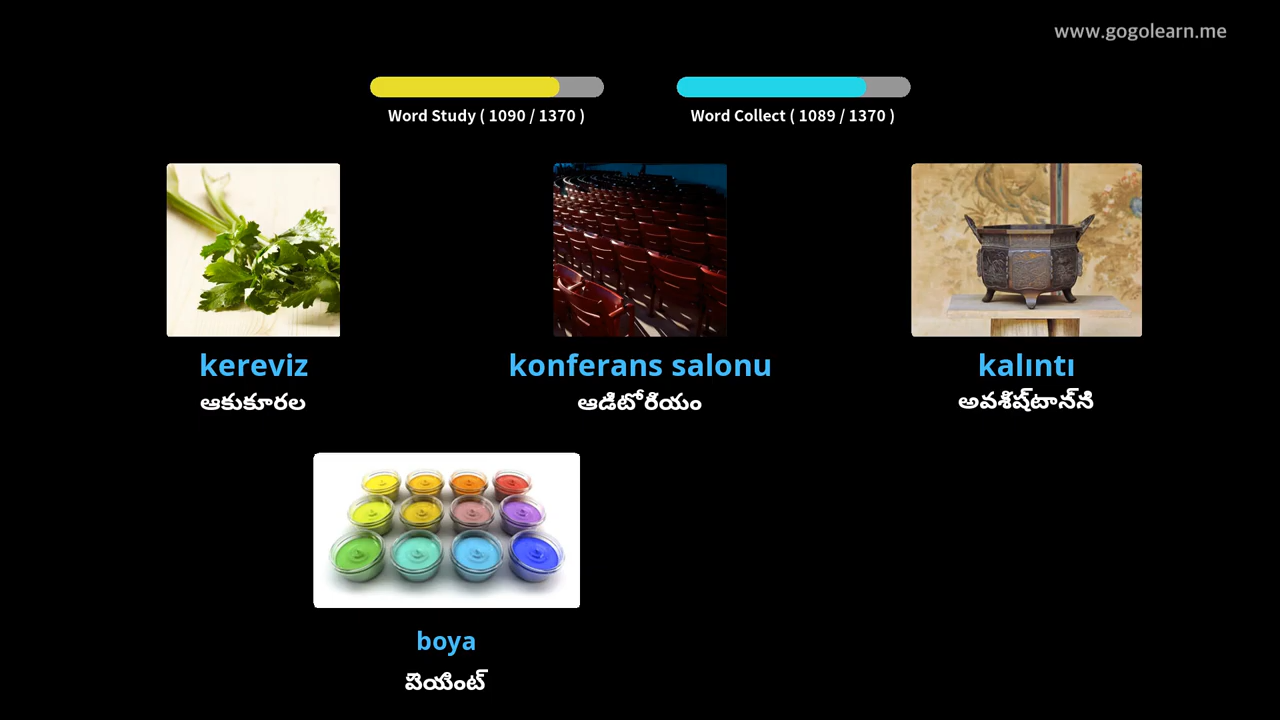 www.gogolearn.me
Word Study ( 1090 / 1370 )
Word Collect ( 1089 / 1370 )
kereviz
konferans salonu
kalıntı
ఆకుకూరల
ఆడిటోరియం
అవశేిష్‌టాన్‌ని
boya
పెయింట్